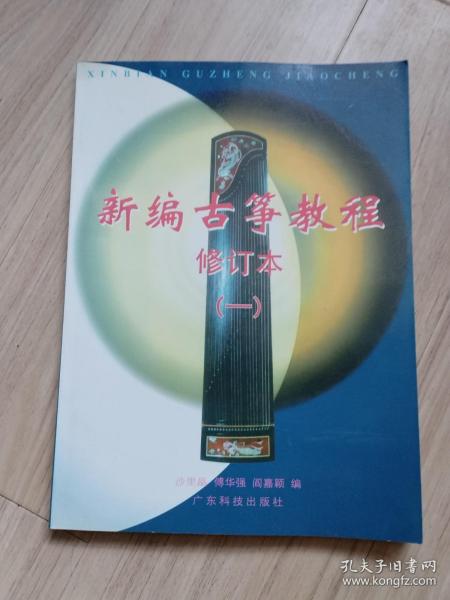 XINBIAN GUZHENG JIAOCHENG
新编古筝教程
修订本
(一)
沙里晶 傅华强 阎嘉颖 编
广东科技出版社
孔夫子旧书网
www.kongfz.com